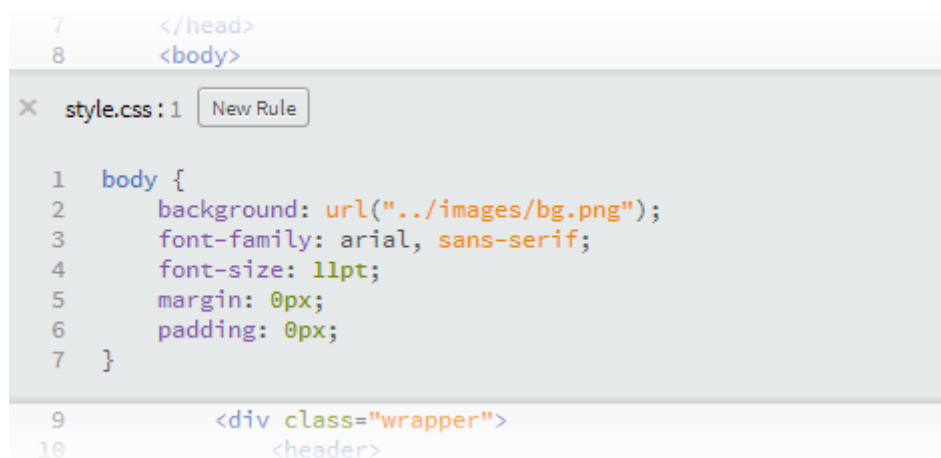 7 </head>
8 <body>
× style.css : 1 New Rule
1 body {
2 background: url("../images/bg.png");
3 font-family: arial, sans-serif;
4 font-size: 11pt;
5 margin: 0px;
6 padding: 0px;
7 }
9 <div class="wrapper">
10 <header>